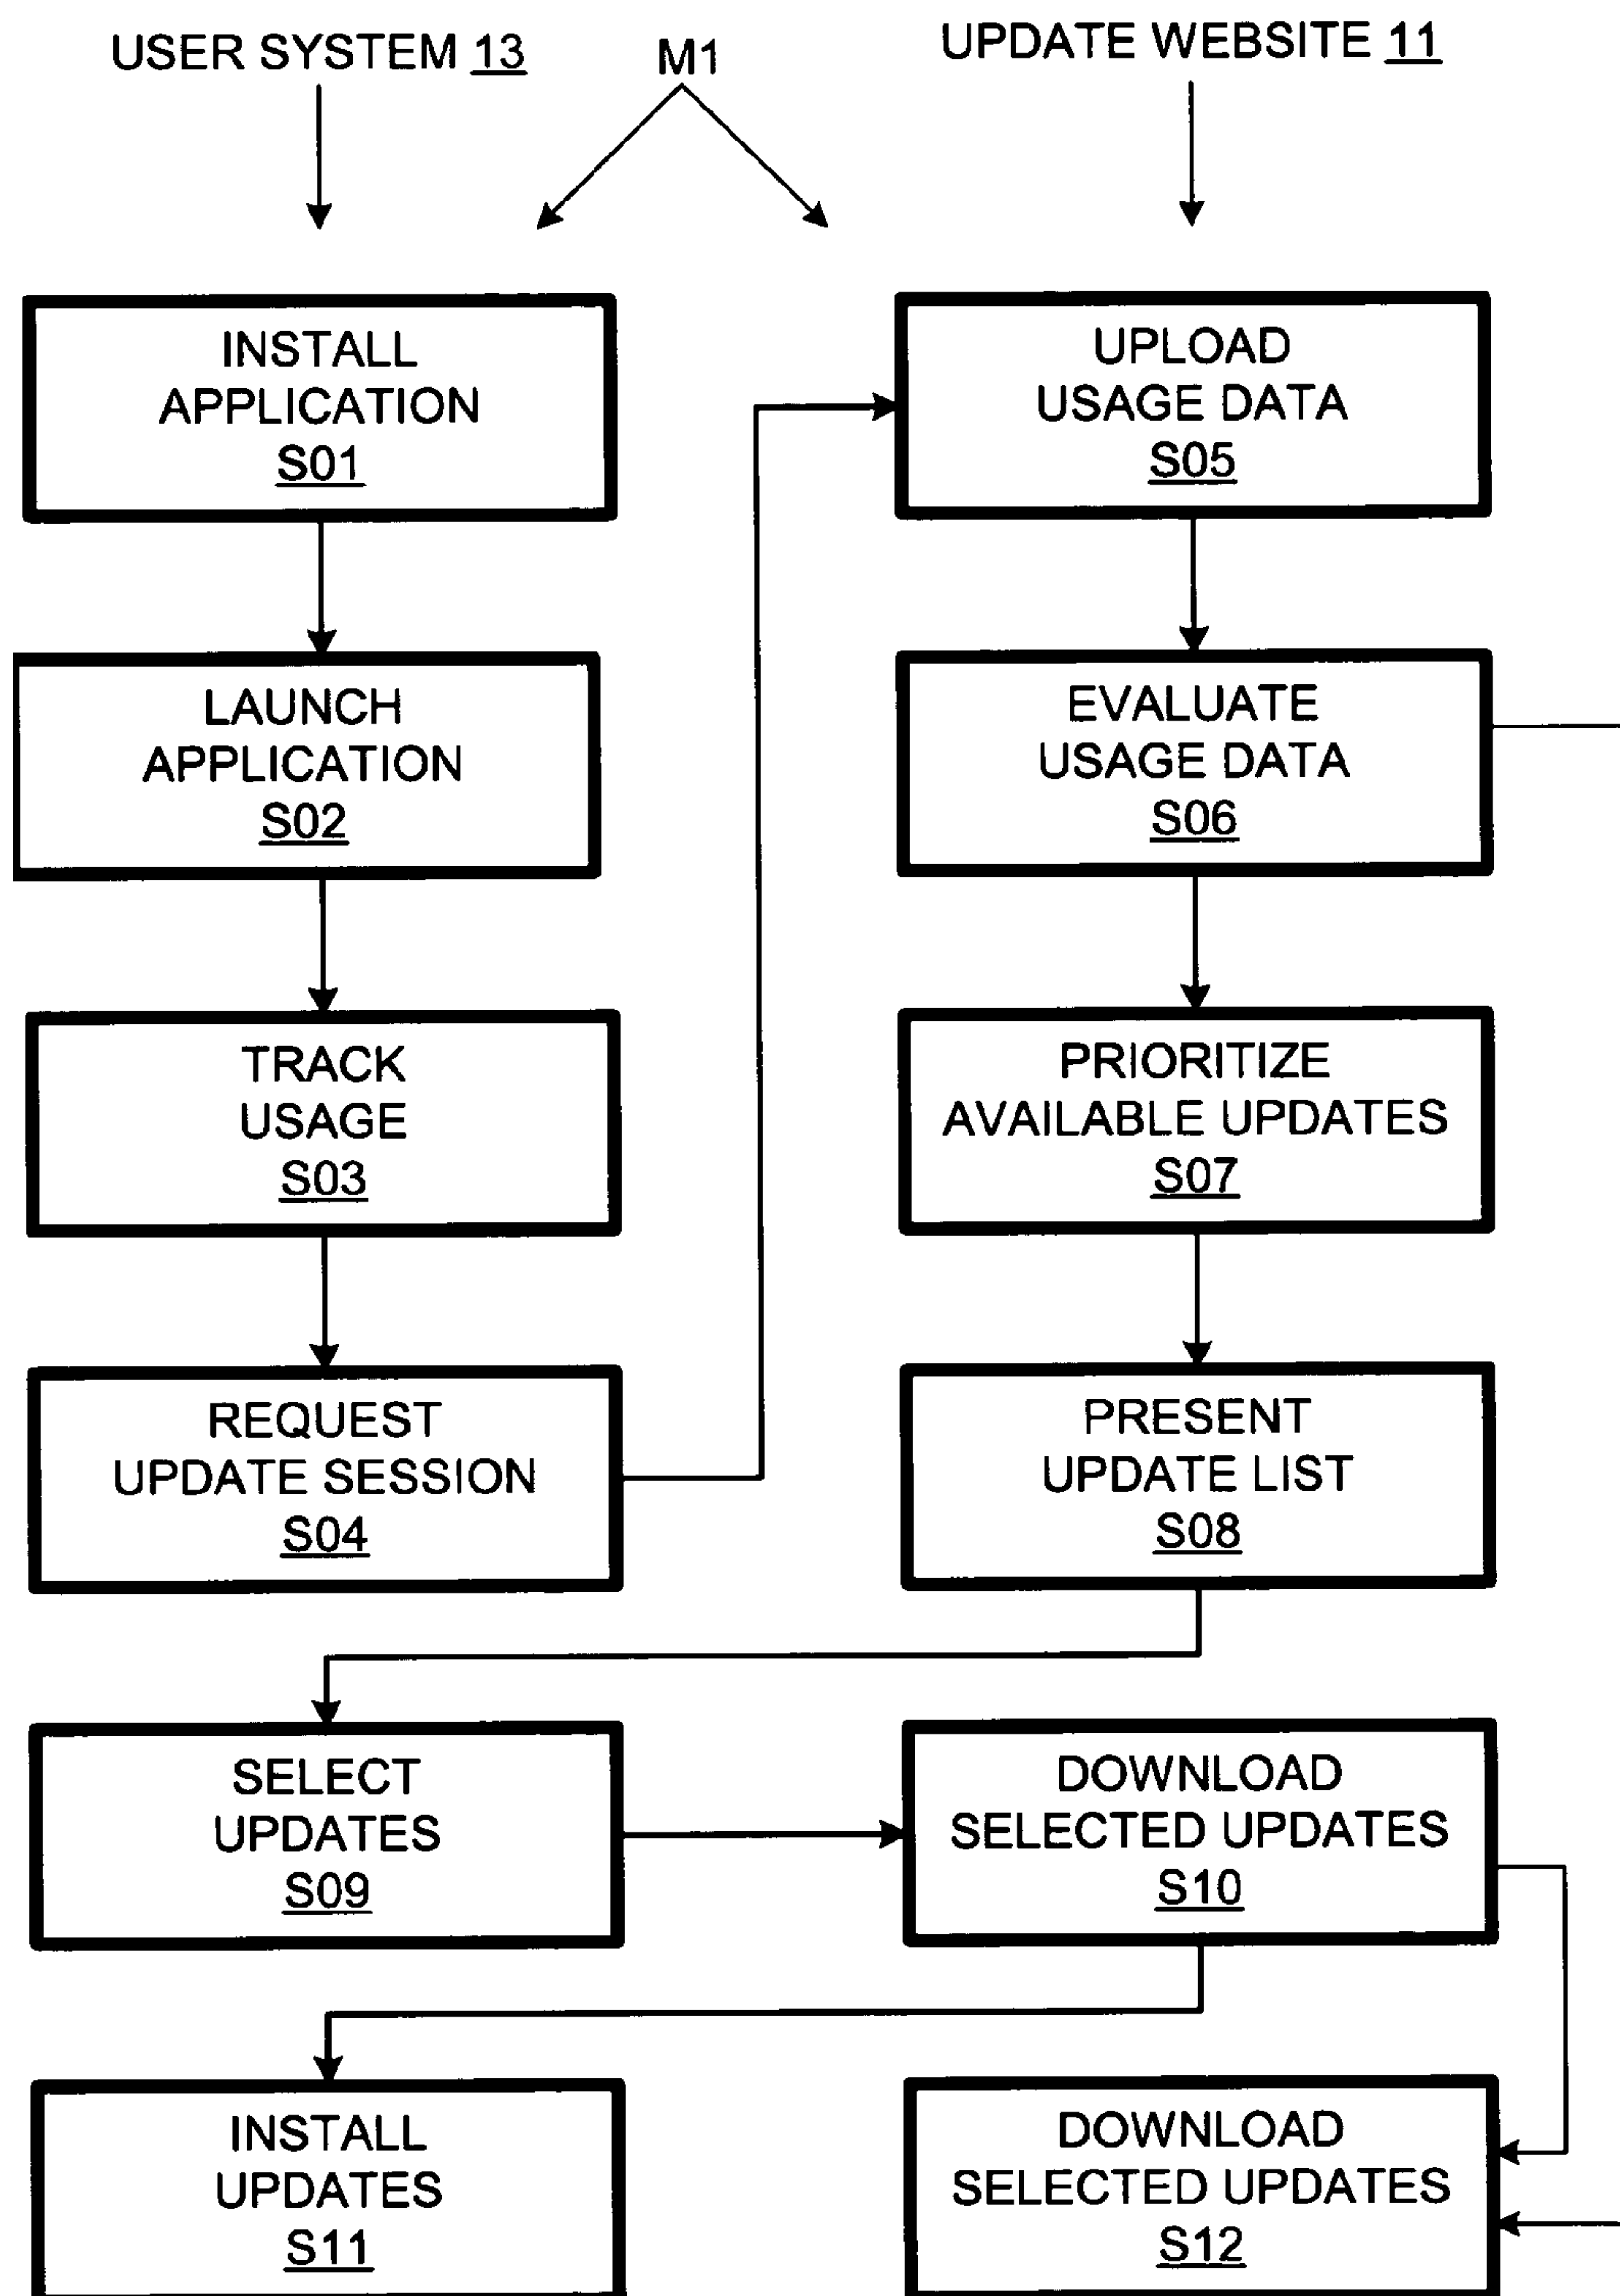 USER SYSTEM 13
M1
UPDATE WEBSITE 11
INSTALL
APPLICATION
S01
LAUNCH
APPLICATION
S02
TRACK
USAGE
S03
REQUEST
UPDATE SESSION
S04
UPLOAD
USAGE DATA
S05
EVALUATE
USAGE DATA
S06
PRIORITIZE
AVAILABLE UPDATES
S07
PRESENT
UPDATE LIST
S08
SELECT
UPDATES
S09
DOWNLOAD
SELECTED UPDATES
S10
INSTALL
UPDATES
S11
DOWNLOAD
SELECTED UPDATES
S12